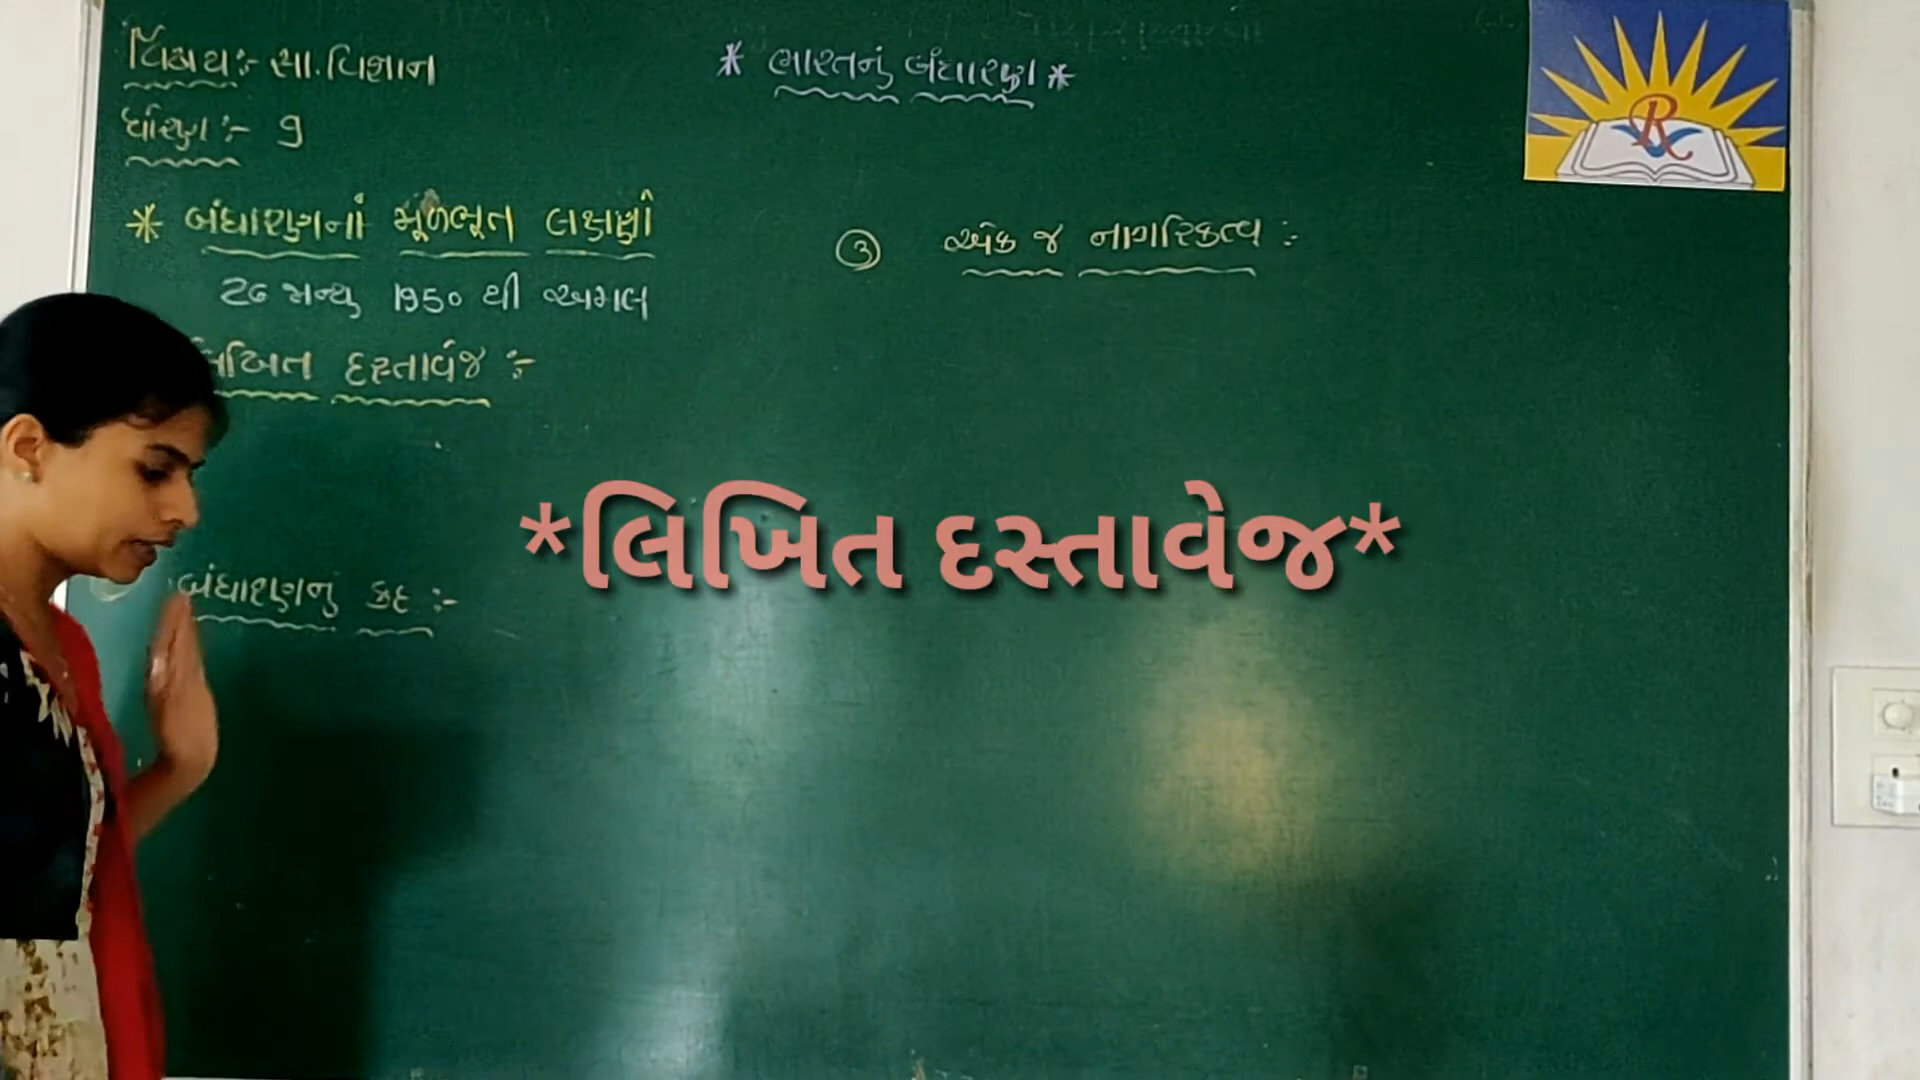 વિષય :- સા. વિજ્ઞાન
ધોરણ :- 9
* ભારતનું બંધારણ *
* બંધારણનાં મૂળભૂત લક્ષણો
26 જાન્યુ 1950 થી અમલ
લિખિત દસ્તાવેજ :-
બંધારણનું કદ :-
③ એક જ નાગરિકત્વ :-
*લિખિત દસ્તાવેજ*
R